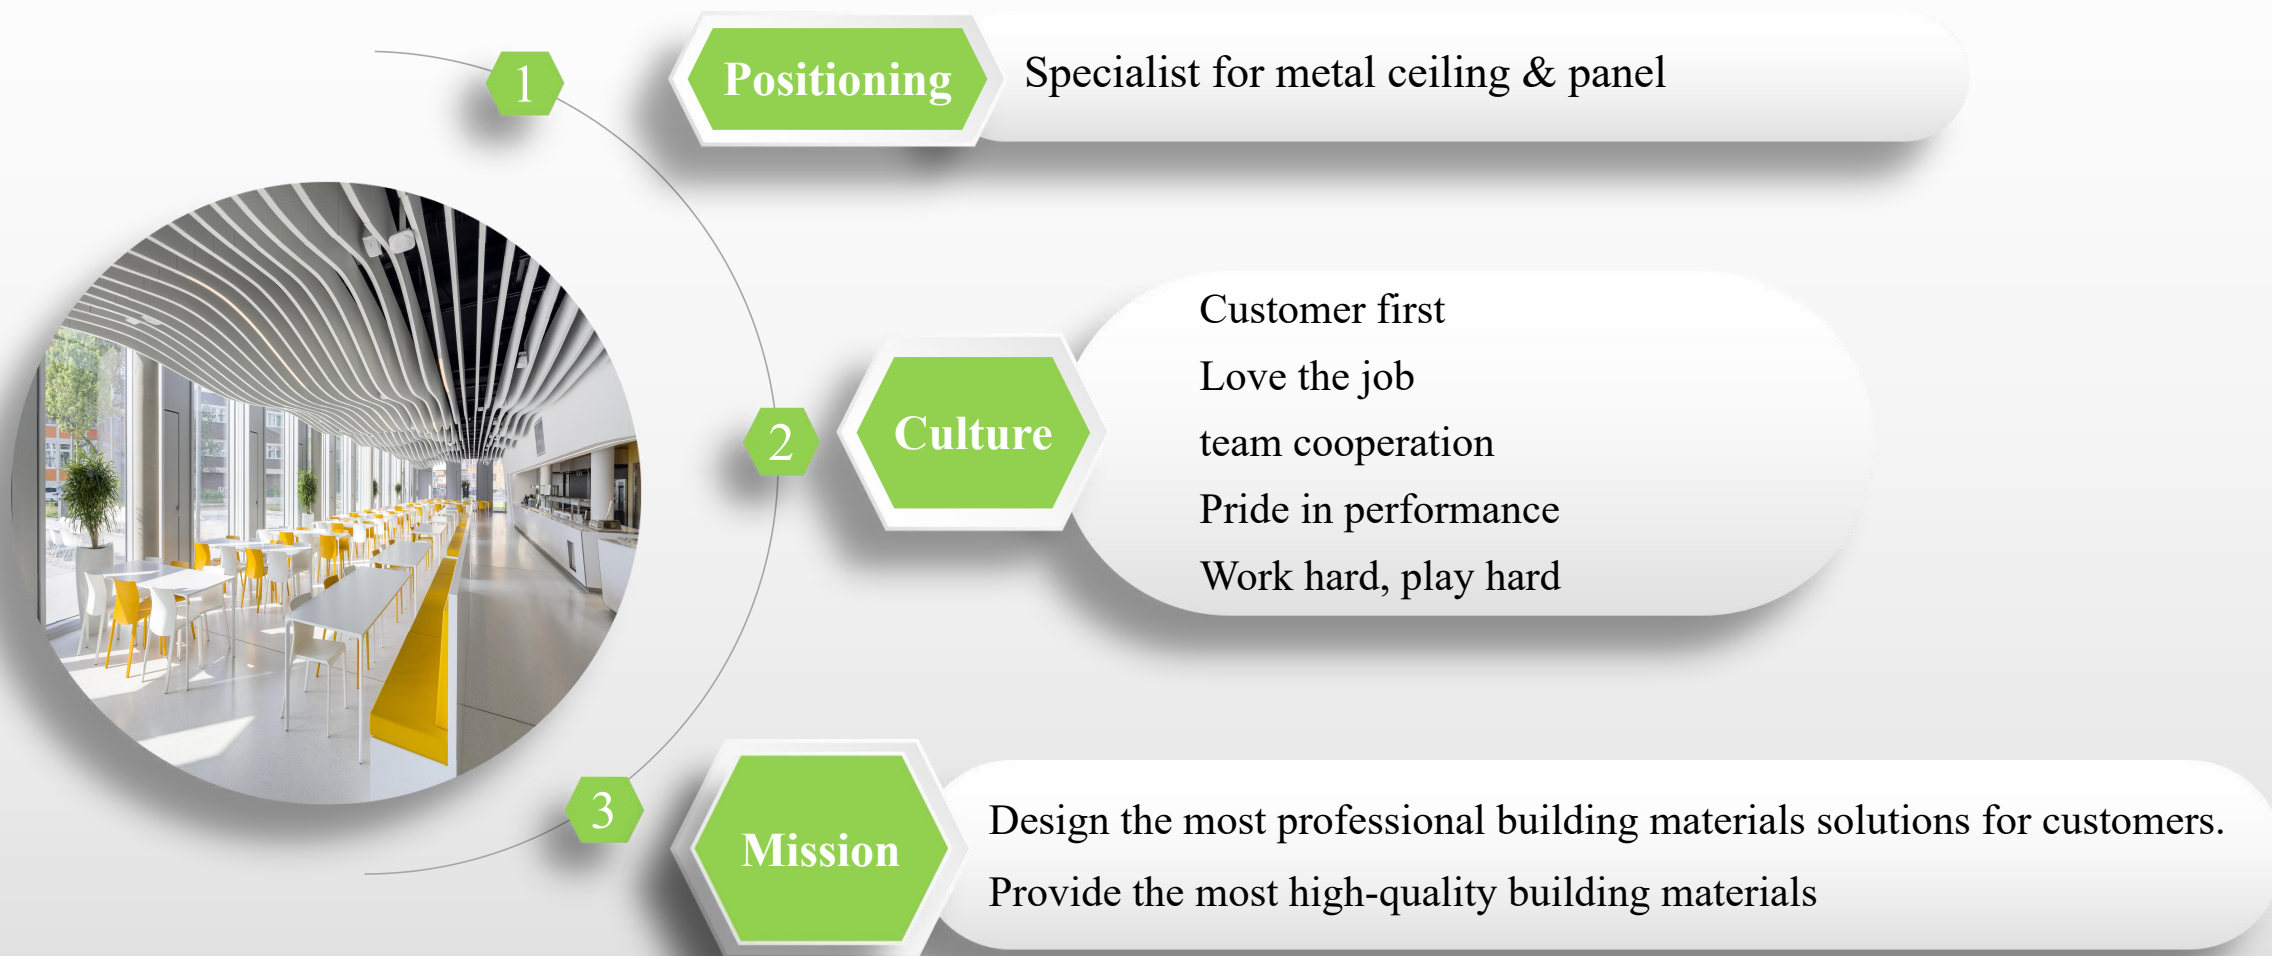 1
Positioning
Specialist for metal ceiling & panel
2
Culture
Customer first
Love the job
team cooperation
Pride in performance
Work hard, play hard
3
Mission
Design the most professional building materials solutions for customers.
Provide the most high-quality building materials